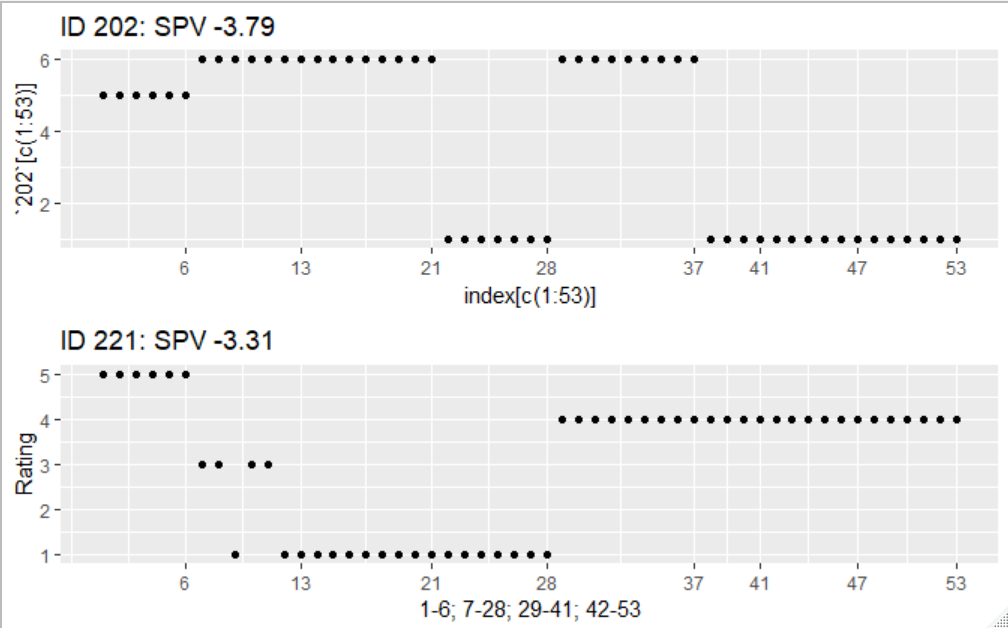 ID 202: SPV -3.79
`202`[c(1:53)]
6
4
2
6 13 21 28 37 41 47 53
index[c(1:53)]
ID 221: SPV -3.31
Rating
5
4
3
2
1
6 13 21 28 37 41 47 53
1-6; 7-28; 29-41; 42-53